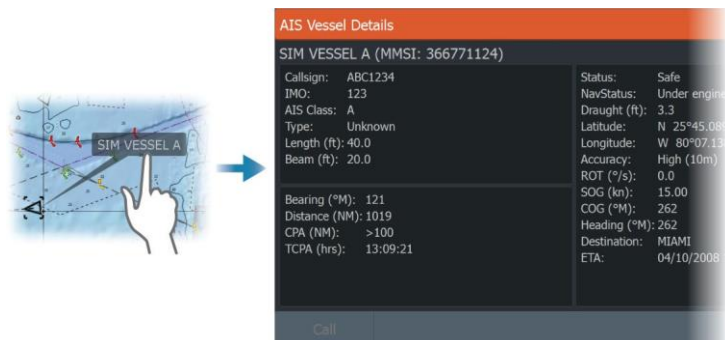 SIM VESSEL A
AIS Vessel Details
SIM VESSEL A (MMSI: 366771124)
Callsign: ABC1234
IMO: 123
AIS Class: A
Type: Unknown
Length (ft): 40.0
Beam (ft): 20.0
Bearing (°M): 121
Distance (NM): 1019
CPA (NM): >100
TCPA (hrs): 13:09:21
Status: Safe
NavStatus: Under engine
Draught (ft): 3.3
Latitude: N 25°45.089
Longitude: W 80°07.13
Accuracy: High (10m)
ROT (°/s): 0.0
SOG (kn): 15.00
COG (°M): 262
Heading (°M): 262
Destination: MIAMI
ETA: 04/10/2008
Call